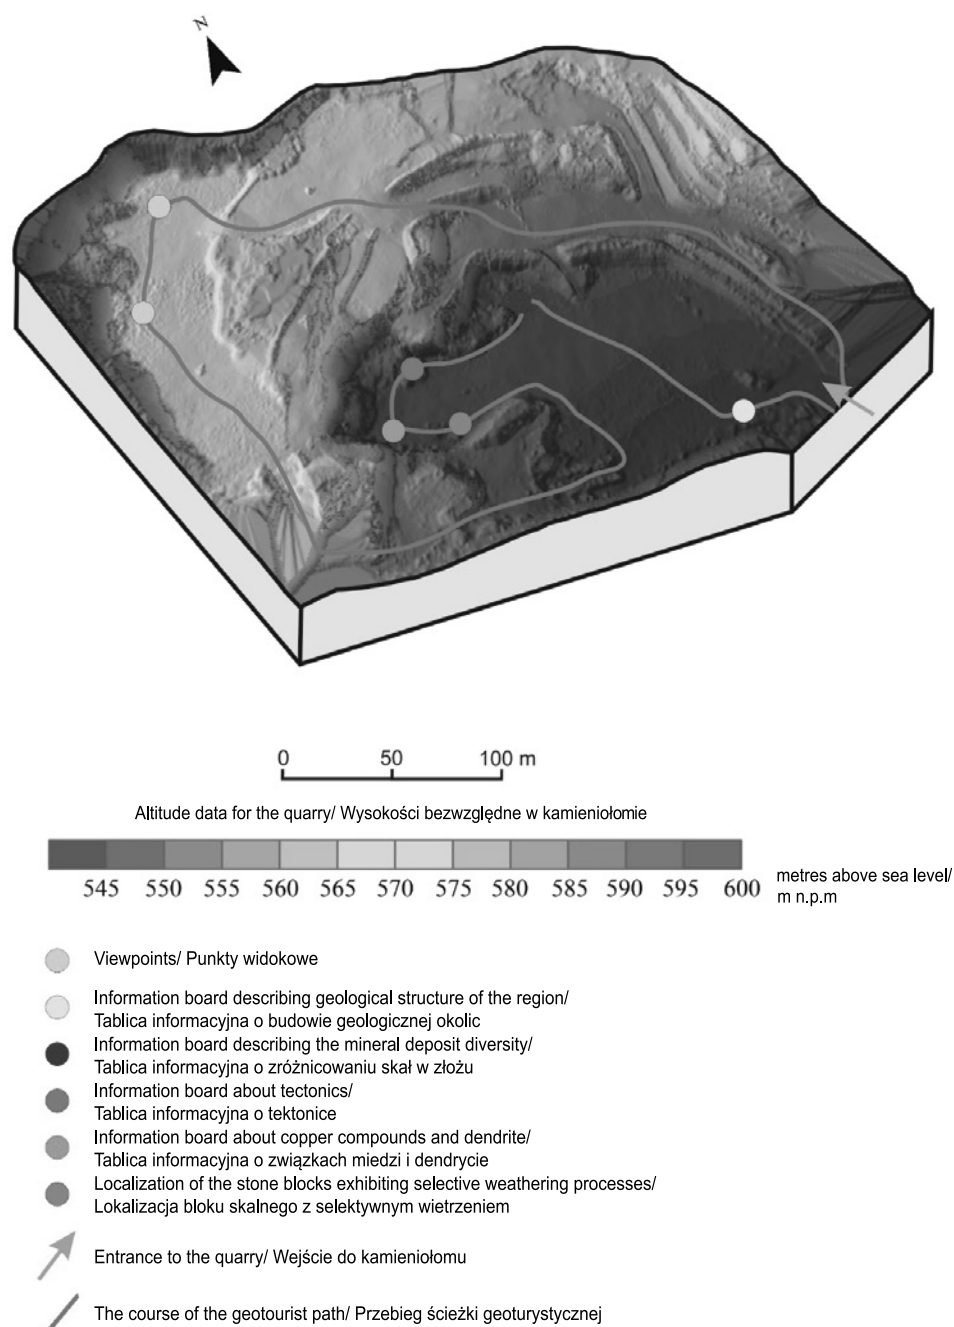 N
0 50 100 m
Altitude data for the quarry/ Wysokości bezwzględne w kamieniołomie
545 550 555 560 565 570 575 580 585 590 595 600
metres above sea level/
m n.p.m
Viewpoints/ Punkty widokowe
Information board describing geological structure of the region/
Tablica informacyjna o budowie geologicznej okolic
Information board describing the mineral deposit diversity/
Tablica informacyjna o zróżnicowaniu skał w złożu
Information board about tectonics/
Tablica informacyjna o tektonice
Information board about copper compounds and dendrite/
Tablica informacyjna o związkach miedzi i dendrycie
Localization of the stone blocks exhibiting selective weathering processes/
Lokalizacja bloku skalnego z selektywnym wietrzeniem
Entrance to the quarry/ Wejście do kamieniołomu
The course of the geotourist path/ Przebieg ścieżki geoturystycznej